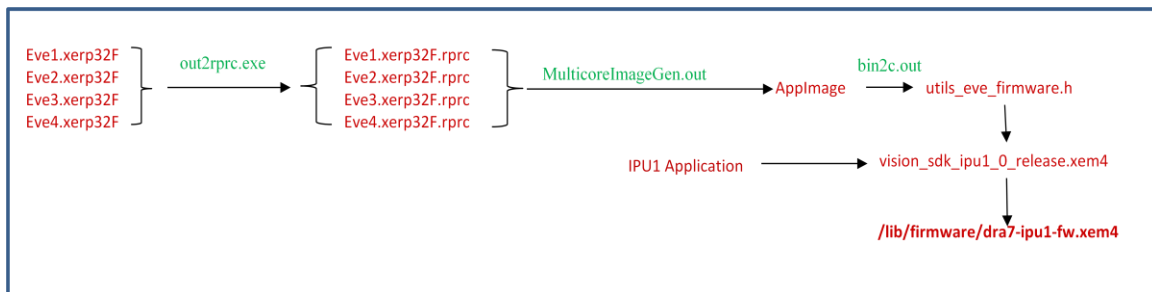 Eve1.xerp32F
Eve2.xerp32F
Eve3.xerp32F
Eve4.xerp32F
out2rprc.exe
Eve1.xerp32F.rprc
Eve2.xerp32F.rprc
Eve3.xerp32F.rprc
Eve4.xerp32F.rprc
MulticoreImageGen.out
AppImage
bin2c.out
utils_eve_firmware.h
IPU1 Application
vision_sdk_ipu1_0_release.xem4
/lib/firmware/dra7-ipu1-fw.xem4